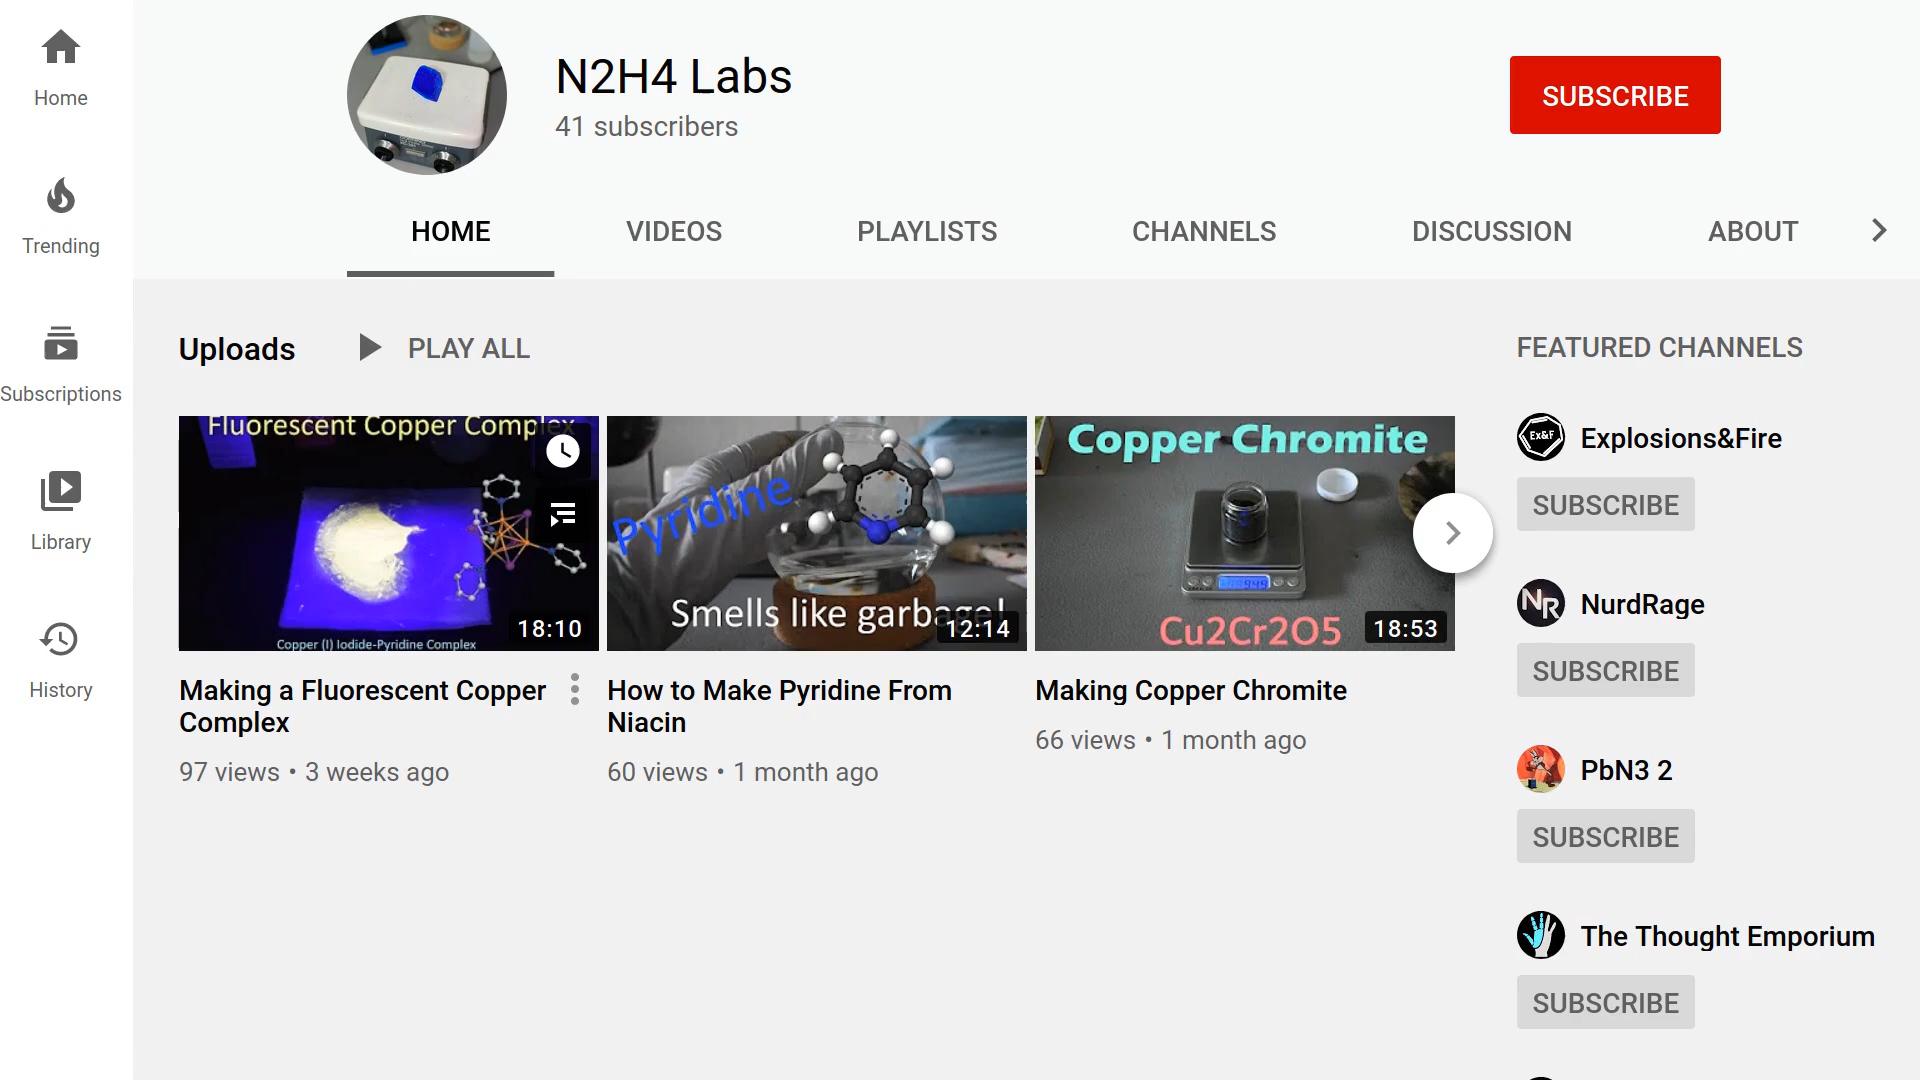 Home
Trending
Subscriptions
Library
History
N2H4 Labs
41 subscribers
SUBSCRIBE
HOME
VIDEOS
PLAYLISTS
CHANNELS
DISCUSSION
ABOUT
Uploads
PLAY ALL
Fluorescent Copper Complex
Copper (I) Iodide-Pyridine Complex
18:10
Making a Fluorescent Copper
Complex
97 views • 3 weeks ago
Pyridine
Smells like garbage!
12:14
How to Make Pyridine From
Niacin
60 views • 1 month ago
Copper Chromite
Cu2Cr2O5
18:53
Making Copper Chromite
66 views • 1 month ago
FEATURED CHANNELS
Ex&F
Explosions&Fire
SUBSCRIBE
NR
NurdRage
SUBSCRIBE
PbN3 2
SUBSCRIBE
The Thought Emporium
SUBSCRIBE